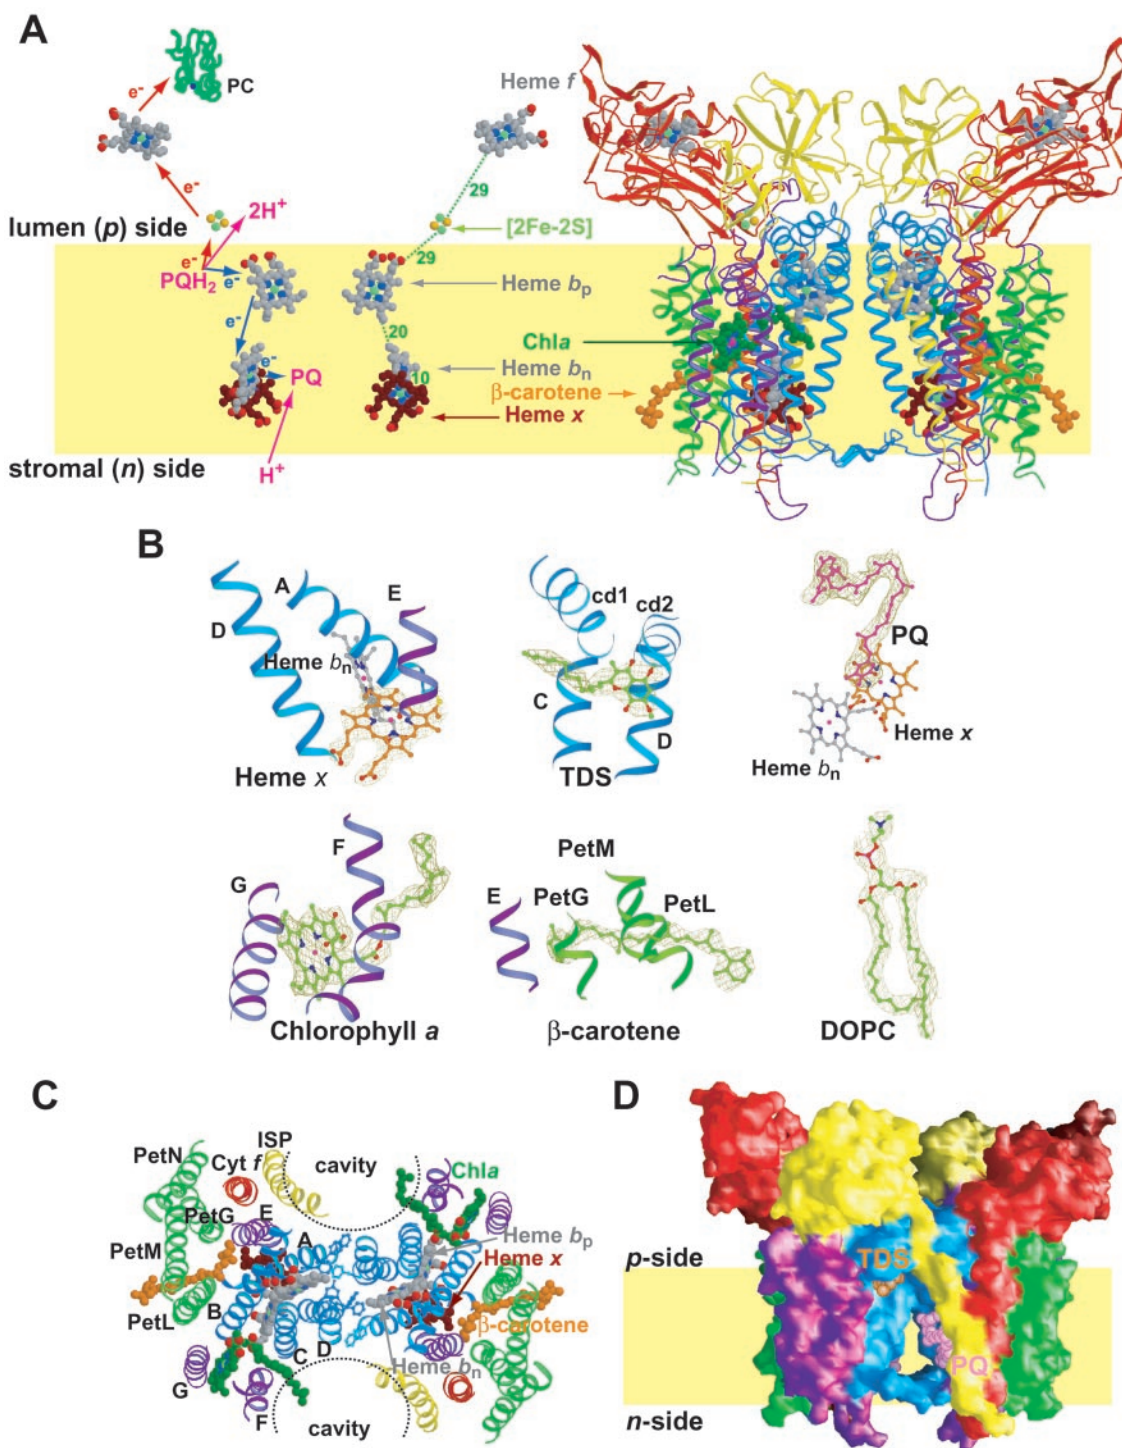 A
PC
e-
e-
lumen (p) side
2H+
e-
PQH2
e-
e-
e-
PQ
stromal (n) side
H+
Heme f
29
[2Fe-2S]
29
Heme bp
20
Chla
Heme bn
10
β-carotene
Heme x
B
A
E
D
Heme bn
Heme x
cd1
cd2
C
D
TDS
PQ
Heme x
Heme bn
F
G
Chlorophyll a
PetM
E
PetG
PetL
β-carotene
DOPC
C
ISP
PetN
Cyt f
cavity
Chla
PetG
E
A
Heme bp
PetM
Heme x
B
PetL
β-carotene
C
D
Heme bn
G
F
cavity
D
p-side
TDS
PQ
n-side